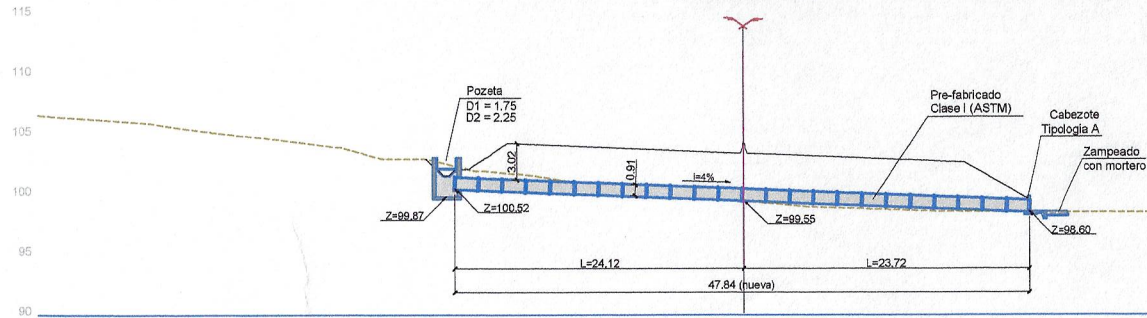 115
110
105
100
95
90
Pozeta
D1 = 1.75
D2 = 2.25
3.02
0.91
I=4%
Pre-fabricado
Clase I (ASTM)
Cabezote
Tipologia A
Zampeado
con mortero
Z=99.87
Z=100.52
Z=99.55
Z=98.60
L=24.12
L=23.72
47.84 (nueva)